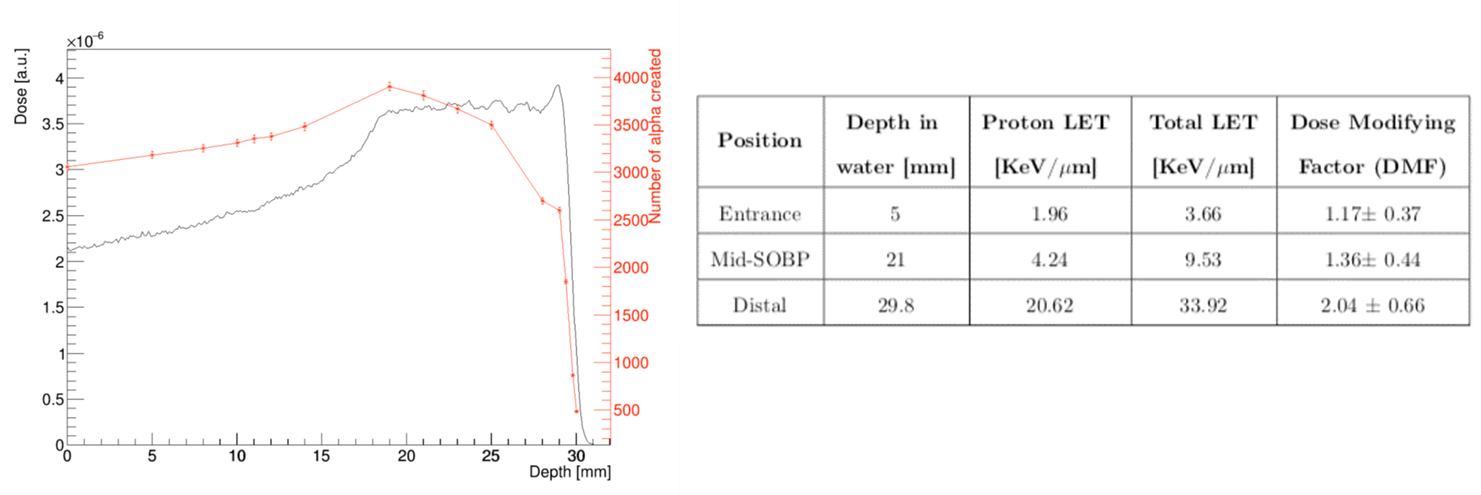 ×10⁻⁶
Dose [a.u.]
4
3.5
3
2.5
2
1.5
1
0.5
0
0 5 10 15 20 25 30
Depth [mm]
4000
3500
3000
2500
2000
1500
1000
500
Number of alpha created
Position Depth in water [mm] Proton LET [KeV/μm] Total LET [KeV/μm] Dose Modifying Factor (DMF)
Entrance 5 1.96 3.66 1.17± 0.37
Mid-SOBP 21 4.24 9.53 1.36± 0.44
Distal 29.8 20.62 33.92 2.04 ± 0.66